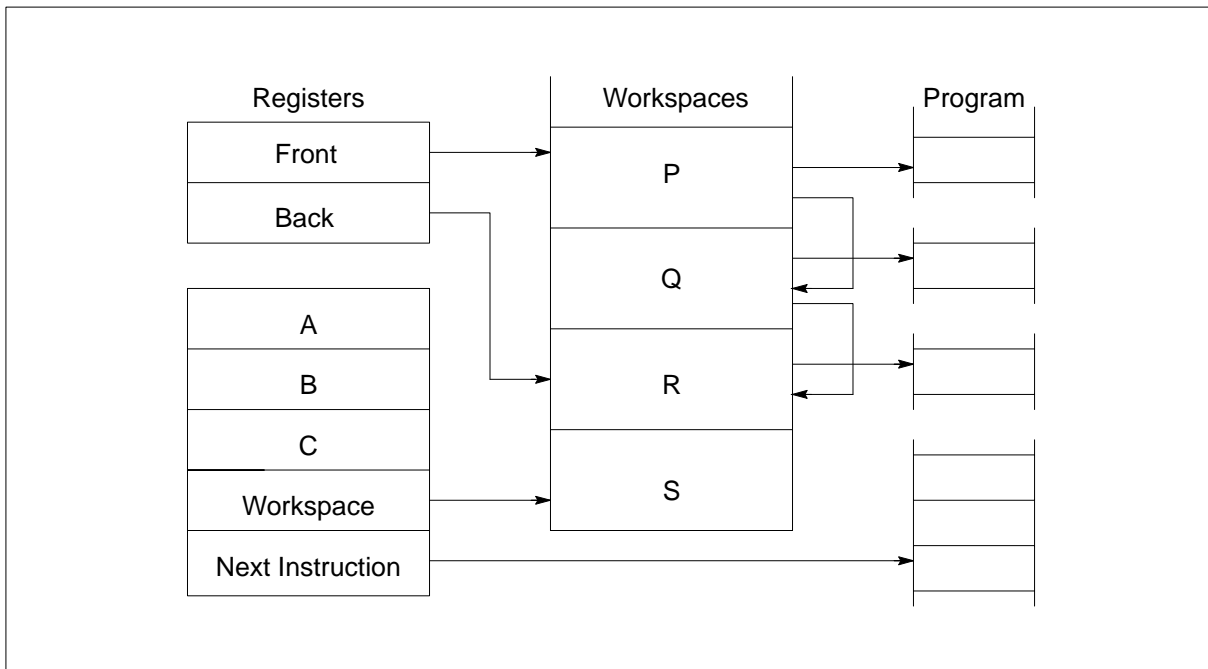 Registers
Workspaces
Program
Front
Back
A
B
C
Workspace
Next Instruction
P
Q
R
S